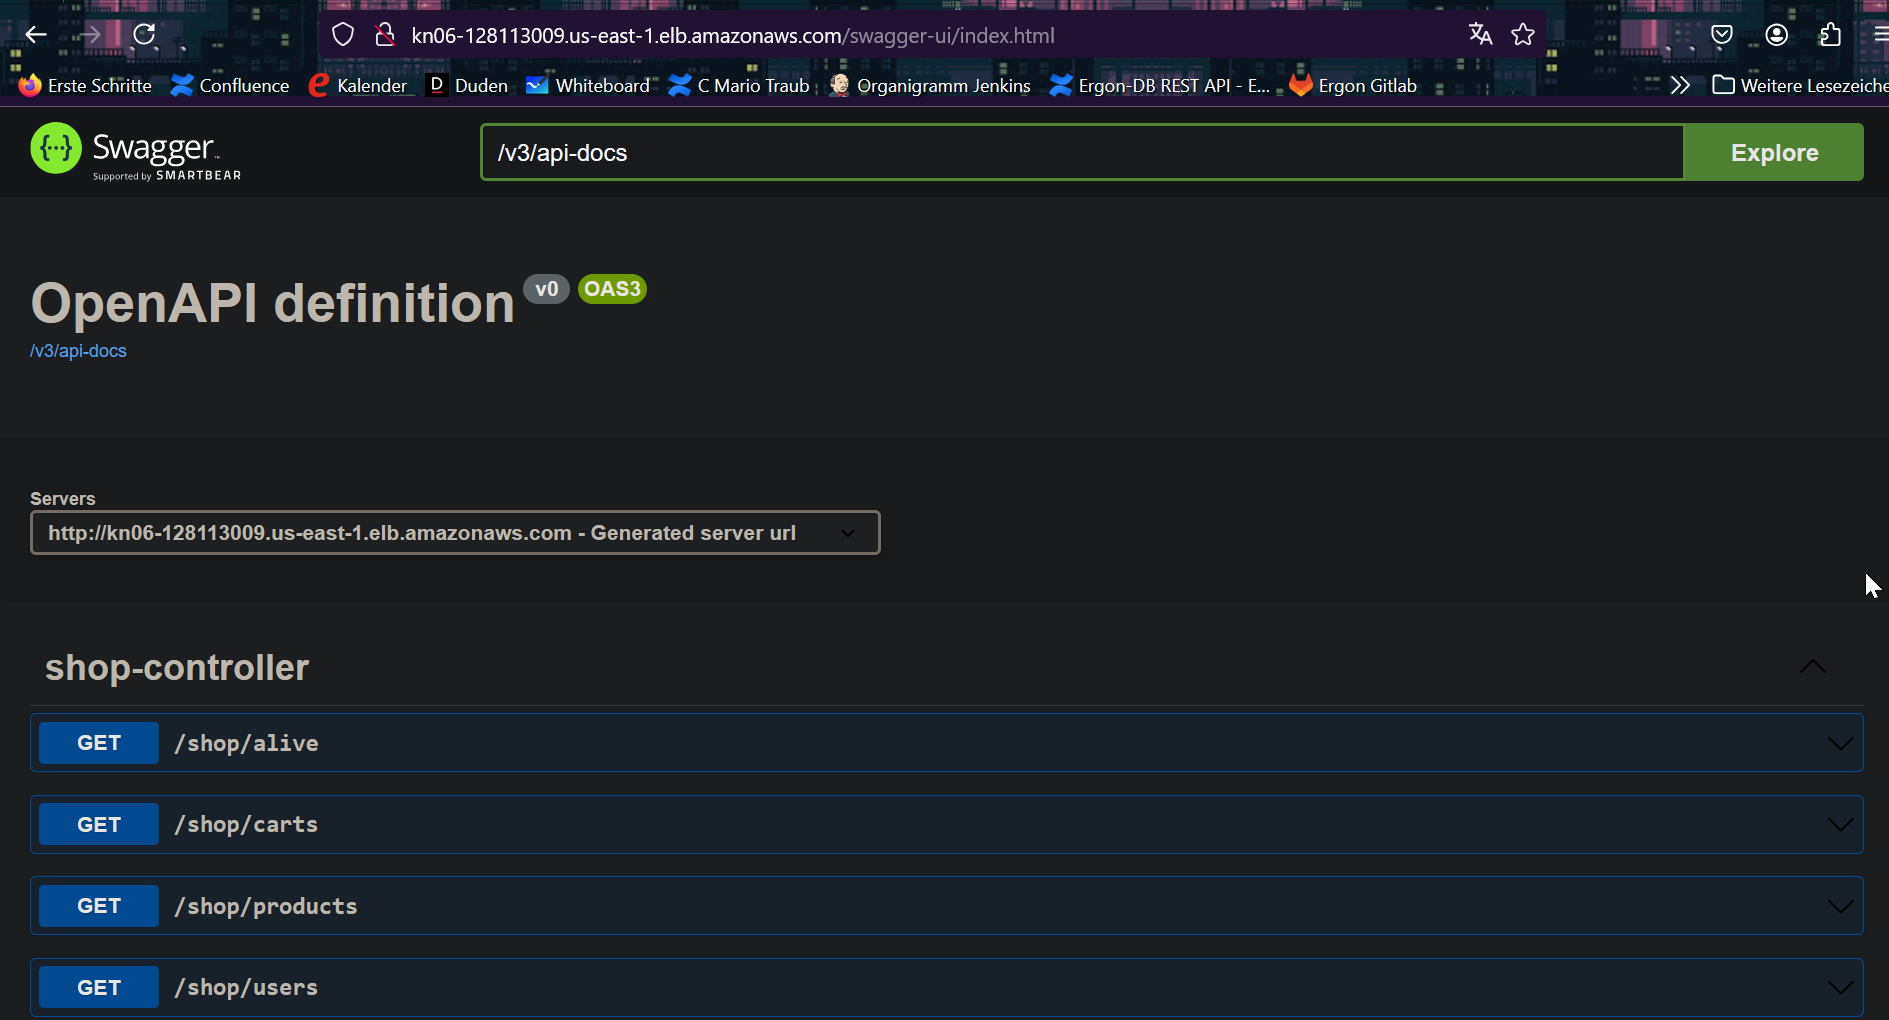 kn06-128113009.us-east-1.elb.amazonaws.com/swagger-ui/index.html
Erste Schritte Confluence Kalender Duden Whiteboard C Mario Traub Organigramm Jenkins Ergon-DB REST API - E... Ergon Gitlab Weitere Lesezeiche
Swagger
Supported by SMARTBEAR
/v3/api-docs Explore
OpenAPI definition v0 OAS3
/v3/api-docs
Servers
http://kn06-128113009.us-east-1.elb.amazonaws.com - Generated server url
shop-controller
GET /shop/alive
GET /shop/carts
GET /shop/products
GET /shop/users